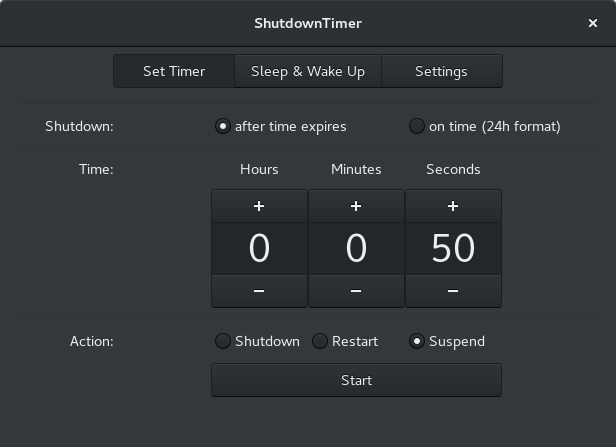 ShutdownTimer ×
Set Timer Sleep & Wake Up Settings
Shutdown: after time expires on time (24h format)
Time: Hours Minutes Seconds
+ + +
0 0 50
− − −
Action: Shutdown Restart Suspend
Start